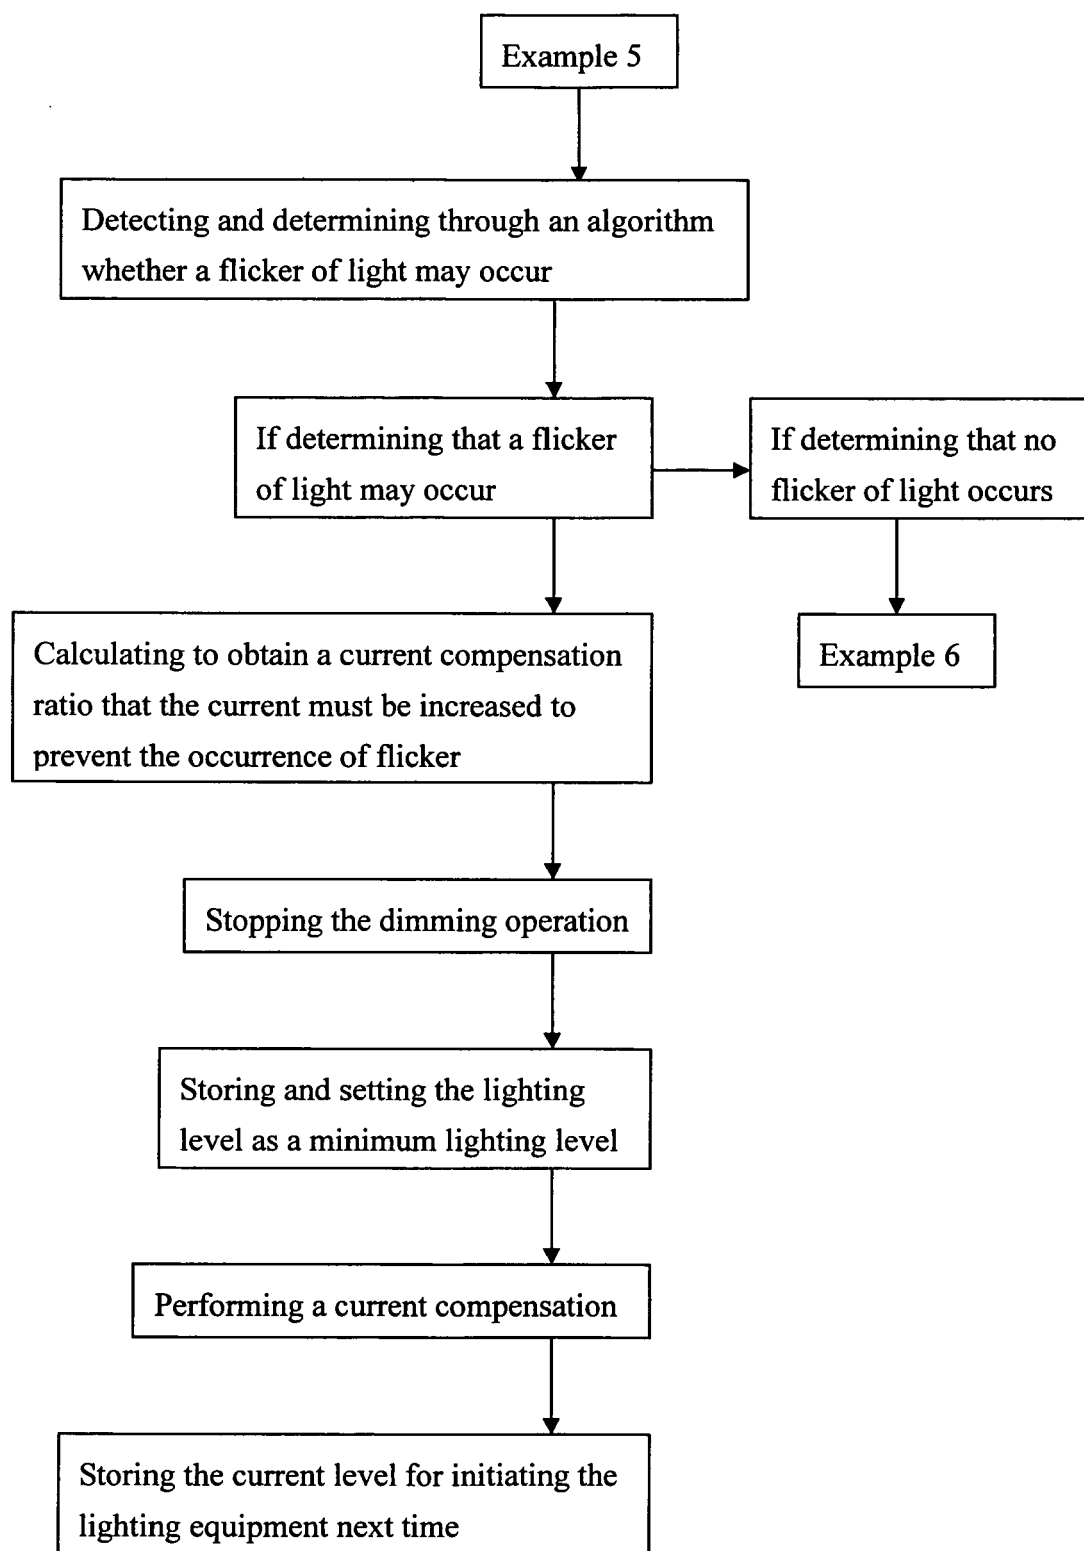 Example 5
Detecting and determining through an algorithm
whether a flicker of light may occur
If determining that a flicker
of light may occur
If determining that no
flicker of light occurs
Example 6
Calculating to obtain a current compensation
ratio that the current must be increased to
prevent the occurrence of flicker
Stopping the dimming operation
Storing and setting the lighting
level as a minimum lighting level
Performing a current compensation
Storing the current level for initiating the
lighting equipment next time